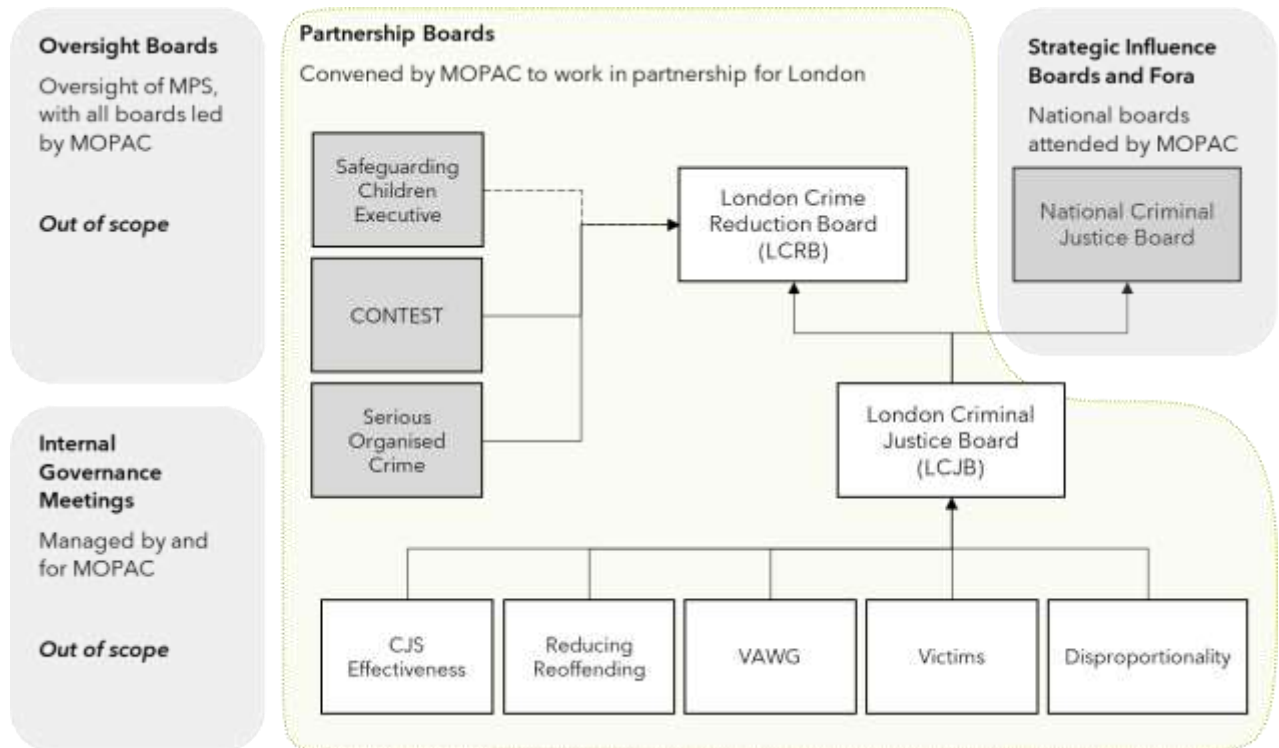 Oversight Boards
Oversight of MPS,
with all boards led
by MOPAC
Out of scope
Partnership Boards
Convened by MOPAC to work in partnership for London
Safeguarding
Children
Executive
CONTEST
Serious
Organised
Crime
London Crime
Reduction Board
(LCRB)
Strategic Influence
Boards and Fora
National boards
attended by MOPAC
National Criminal
Justice Board
London Criminal
Justice Board
(LCJB)
Internal
Governance
Meetings
Managed by and
for MOPAC
Out of scope
CJS
Effectiveness
Reducing
Reoffending
VAWG
Victims
Disproportionality